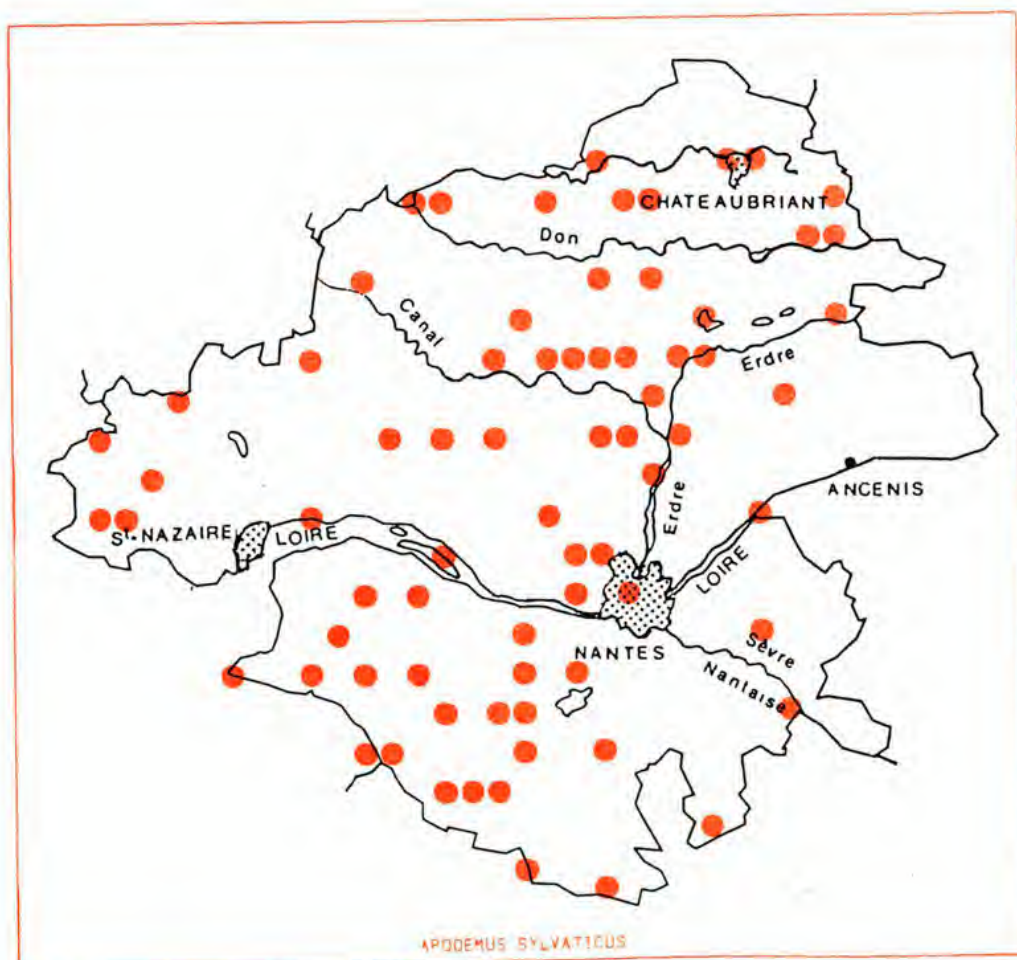 CHATEAUBRIANT
Don
Canal
Erdre
ANCENIS
Erdre
St-NAZAIRE
LOIRE
LOIRE
NANTES
Sèvre
Nantaise
APODEMUS SYLVATICUS